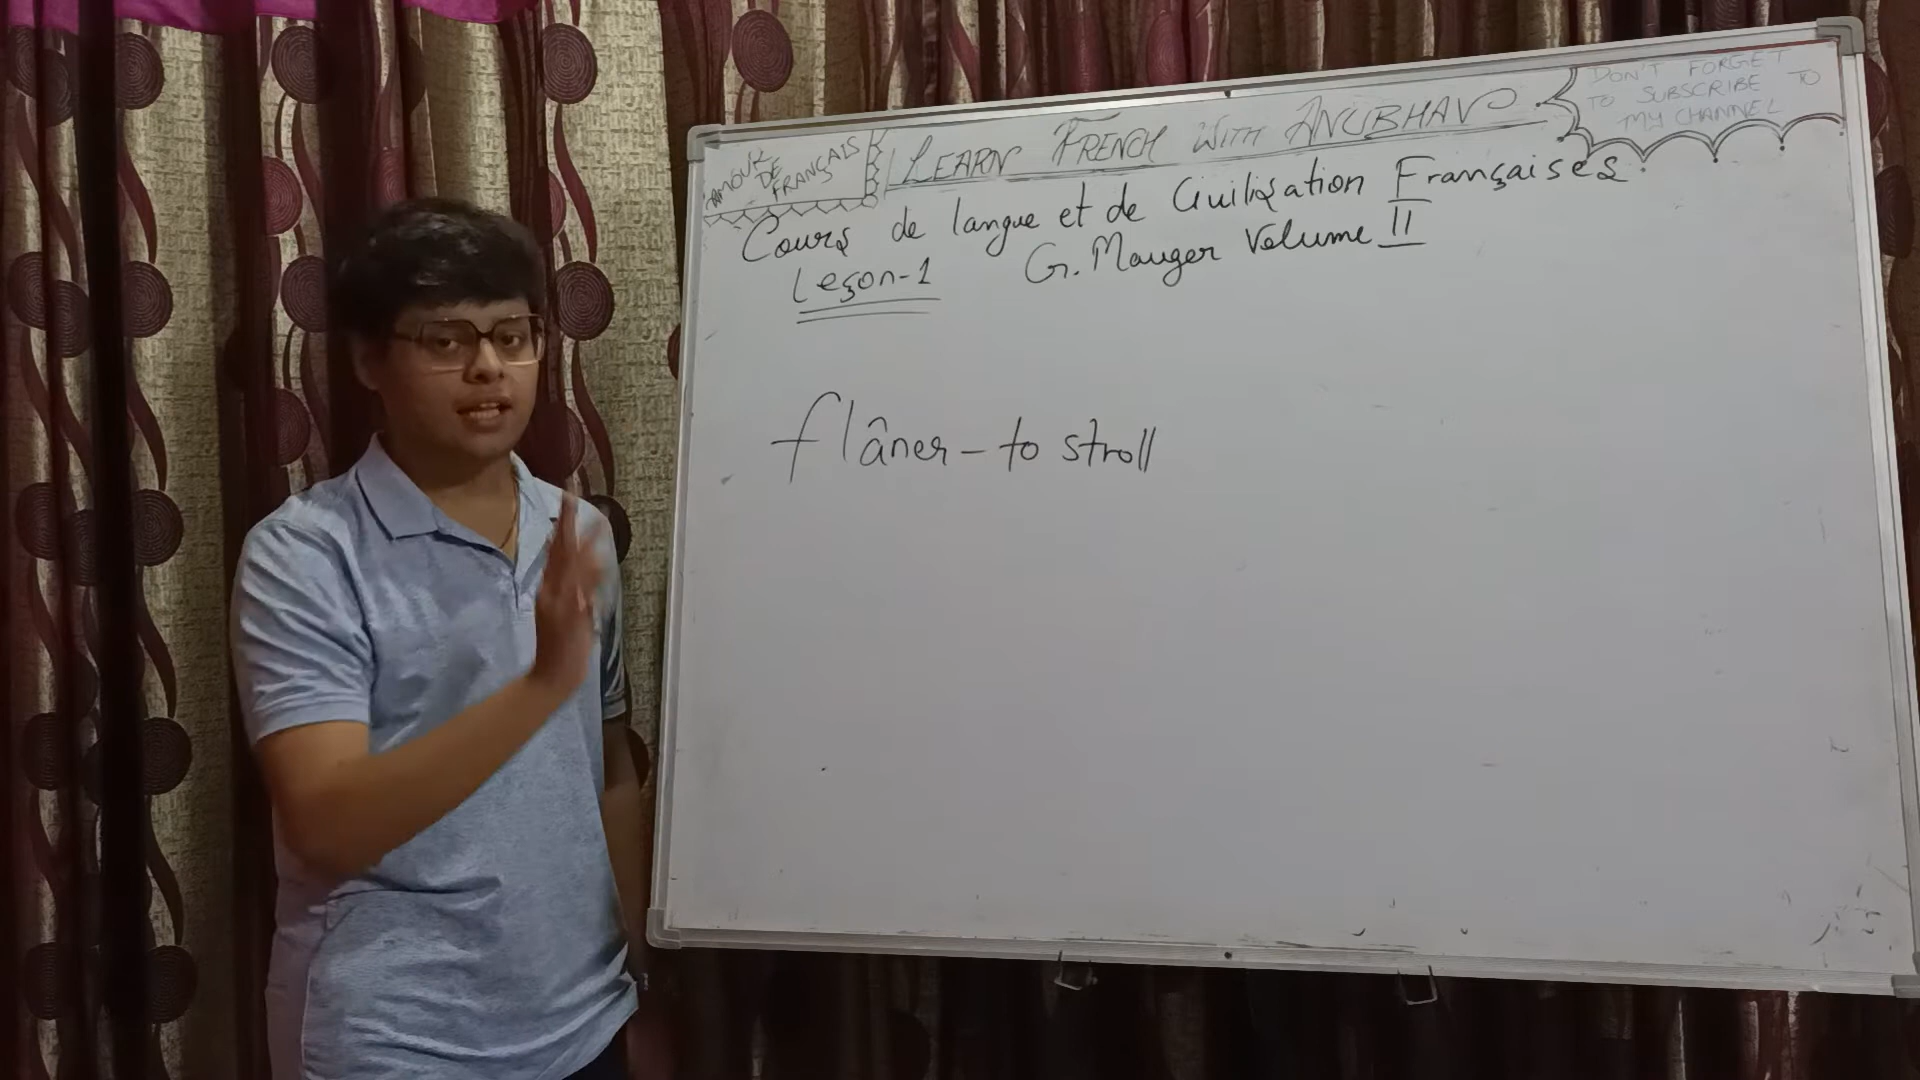 AMOUR
DE
FRANÇAIS
LEARN FRENCH WITH ANUBHAV
DON'T FORGET
TO SUBSCRIBE TO
MY CHANNEL
Cours de langue et de Civilisation Françaises.
Leçon-1 G. Mauger Volume II
flâner - to stroll